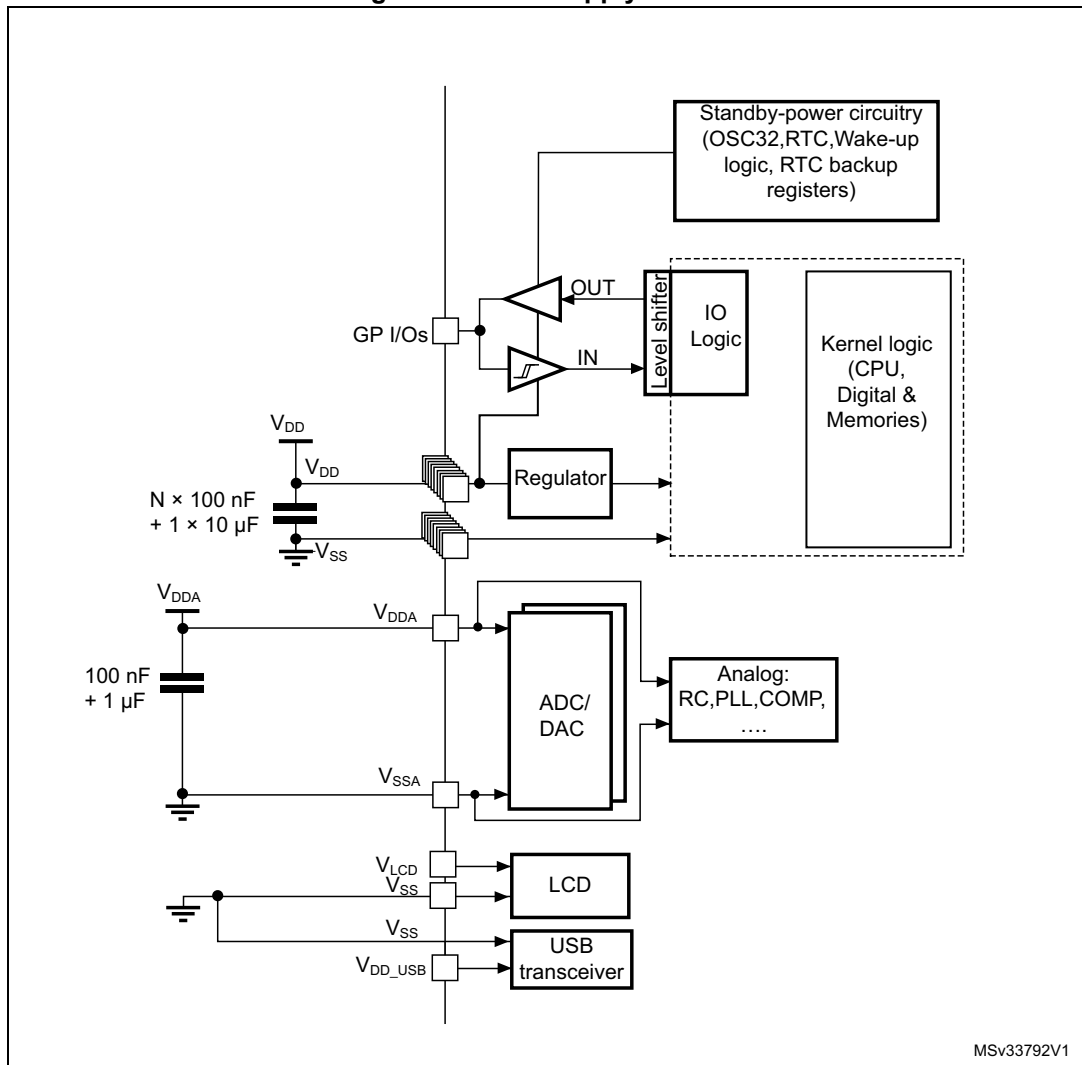 Standby-power circuitry
(OSC32,RTC,Wake-up
logic, RTC backup
registers)
OUT
GP I/Os
IN
Level shifter
IO
Logic
Kernel logic
(CPU,
Digital &
Memories)
VDD
VDD
N × 100 nF
+ 1 × 10 µF
VSS
Regulator
VDDA
VDDA
100 nF
+ 1 µF
ADC/
DAC
Analog:
RC,PLL,COMP,
....
VSSA
VLCD
VSS
LCD
VSS
VDD_USB
USB
transceiver
MSv33792V1